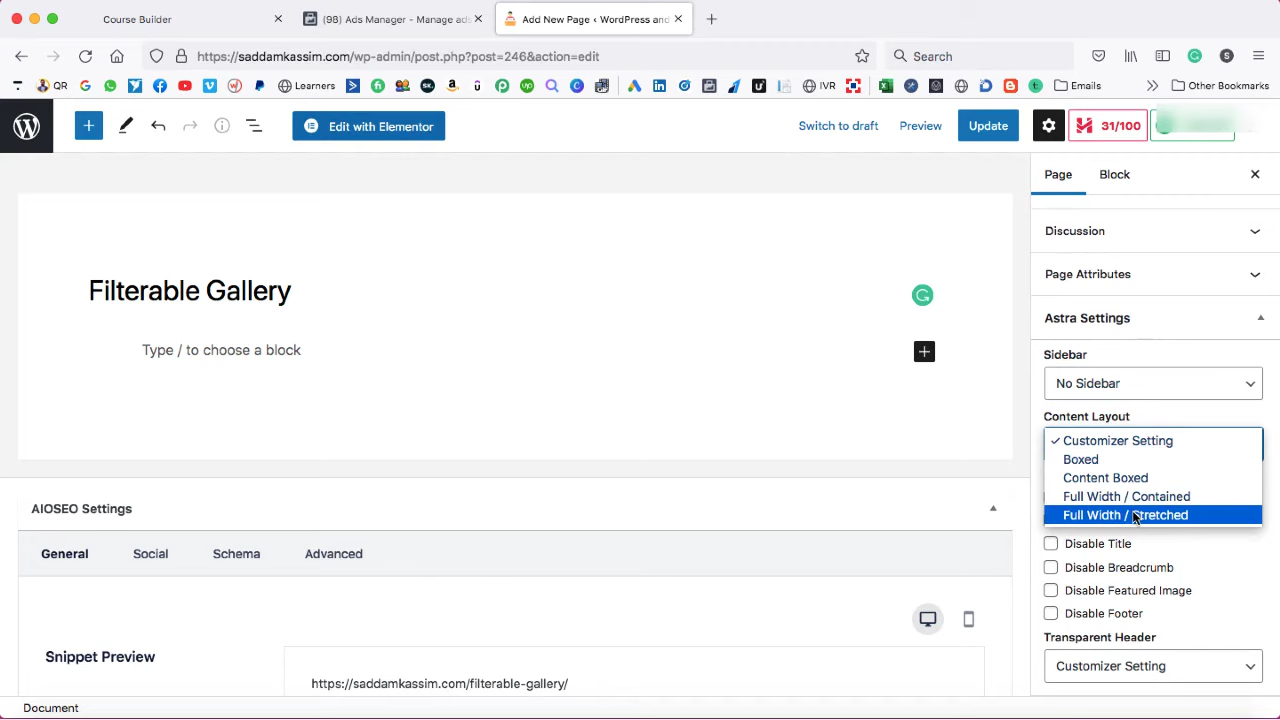 Course Builder
(98) Ads Manager - Manage ads
Add New Page ‹ WordPress and
https://saddamkassim.com/wp-admin/post.php?post=246&action=edit
Search
S
QR
Learners
IVR
Emails
Other Bookmarks
Edit with Elementor
Switch to draft
Preview
Update
31/100
Page
Block
Filterable Gallery
Type / to choose a block
Discussion
Page Attributes
Astra Settings
Sidebar
No Sidebar
Content Layout
Customizer Setting
Boxed
Content Boxed
Full Width / Contained
Full Width / Stretched
Disable Title
Disable Breadcrumb
Disable Featured Image
Disable Footer
Transparent Header
Customizer Setting
AIOSEO Settings
General
Social
Schema
Advanced
Snippet Preview
https://saddamkassim.com/filterable-gallery/
Document